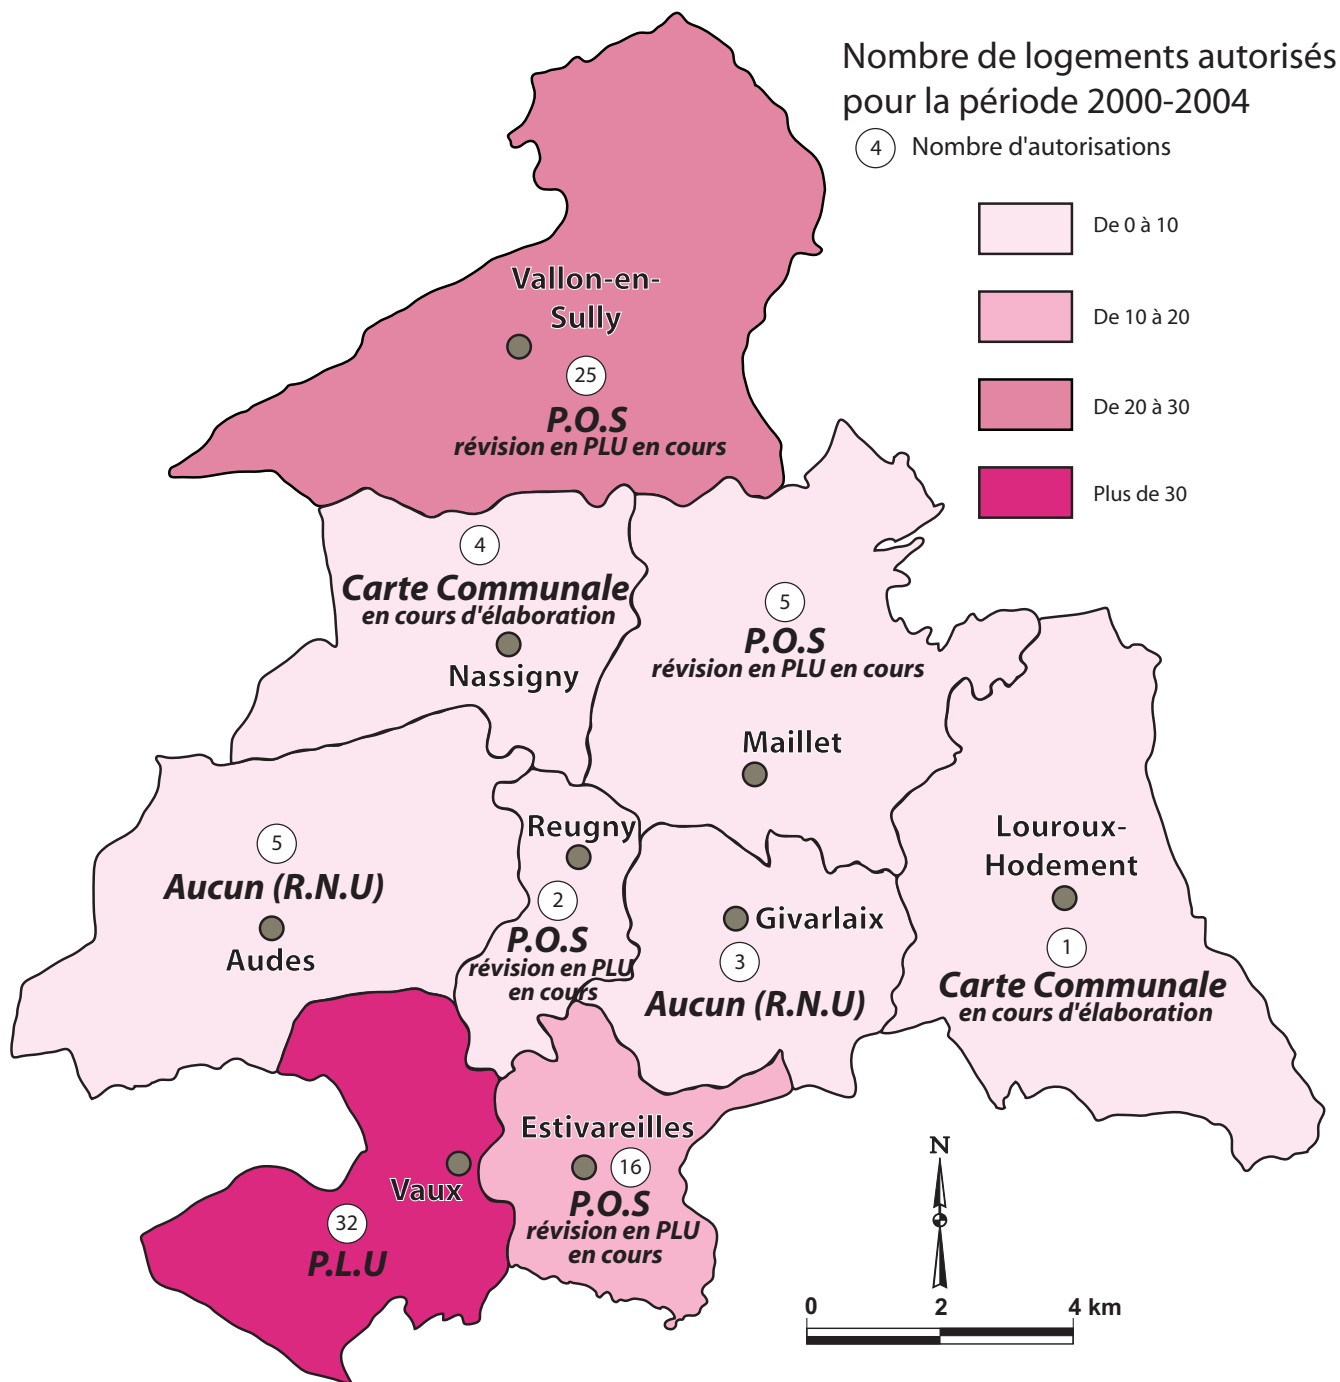 Nombre de logements autorisés
pour la période 2000-2004
4 Nombre d'autorisations
De 0 à 10
De 10 à 20
De 20 à 30
Plus de 30
Vallon-en-
Sully
25
P.O.S
révision en PLU en cours
4
Carte Communale
en cours d'élaboration
Nassigny
5
P.O.S
révision en PLU en cours
Maillet
5
Aucun (R.N.U)
Audes
Reugny
2
P.O.S
révision en PLU
en cours
Givarlaix
3
Aucun (R.N.U)
Louroux-
Hodement
1
Carte Communale
en cours d'élaboration
Vaux
32
P.L.U
Estivareilles
16
P.O.S
révision en PLU
en cours
N
0 2 4 km